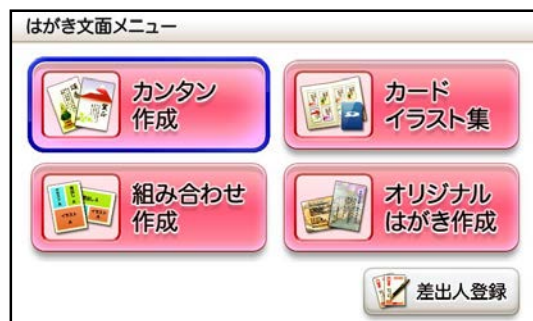 はがき文面メニュー
カンタン
作成
カード
イラスト集
組み合わせ
作成
オリジナル
はがき作成
差出人登録